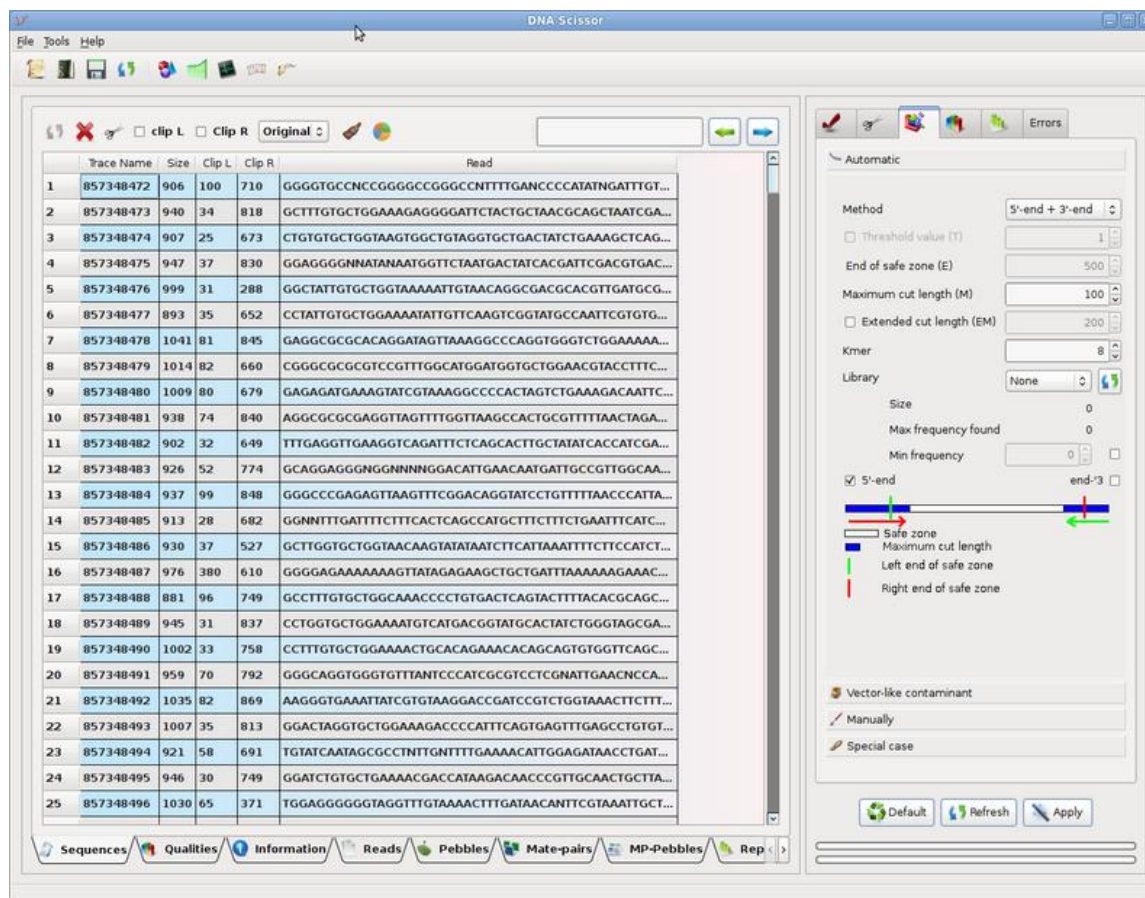 DNA Scissor
File Tools Help
clip L Clip R Original
Errors
Trace Name Size Clip L Clip R Read
1 857348472 906 100 710 GGGGTGCCNCCGGGGCCGGGCCNTTTTGANCCCCATATNGATTTGT...
2 857348473 940 34 818 GCTTTGTGCTGGAAAGAGGGGATTCTACTGCTAACGCAGCTAATCGA...
3 857348474 907 25 673 CTGTGTGCTGGTAAGTGGCTGTAGGTGCTGACTATCTGAAAGCTCAG...
4 857348475 947 37 830 GGAGGGGNNATANAATGGTTCTAATGACTATCACGATTCGACGTGAC...
5 857348476 999 31 288 GGCTATTGTGCTGGTAAAAATTGTAACAGGCGACGCACGTTGATGCG...
6 857348477 893 35 652 CCTATTGTGCTGGAAAATATTGTTCAAGTCGGTATGCCAATTCGTGTG...
7 857348478 1041 81 845 GAGGCGCGCACAGGATAGTTAAAGGCCCAGGTGGGTCTGGAAAAA...
8 857348479 1014 82 660 CGGGCGCGCGTCCGTTTGGCATGGATGGTGCTGGAACGTACCTTTC...
9 857348480 1009 80 679 GAGAGATGAAAGTATCGTAAAGGCCCCACTAGTCTGAAAGACAATTC...
10 857348481 938 74 840 AGGCGCGCGAGGTTAGTTTTGGTTAAGCCACTGCGTTTTTAACTAGA...
11 857348482 902 32 649 TTTGAGGTTGAAGGTCAGATTTCTCAGCACTTGCTATATCACCATCGA...
12 857348483 926 52 774 GCAGGAGGGNGGNNNNGGACATTGAACAATGATTGCCGTTGGCAA...
13 857348484 937 99 848 GGGCCCGAGAGTTAAGTTTCGGACAGGTATCCTGTTTTTAACCCATTA...
14 857348485 913 28 682 GGNNTTTGATTTTCTTTCACTCAGCCATGCTTTCTTTCTGAATTTCATC...
15 857348486 930 37 527 GCTTGGTGCTGGTAACAAGTATATAATCTTCATTAAATTTTCTTCCATCT...
16 857348487 976 380 610 GGGGAGAAAAAAAGTTATAGAGAAGCTGCTGATTTAAAAAAGAAAC...
17 857348488 881 96 749 GCCTTTGTGCTGGCAAACCCCTGTGACTCAGTACTTTTACACGCAGC...
18 857348489 945 31 837 CCTGGTGCTGGAAAATGTCATGACGGTATGCACTATCTGGGTAGCGA...
19 857348490 1002 33 758 CCTTTGTGCTGGAAAACTGCACAGAAACACAGCAGTGTGGTTCAGC...
20 857348491 959 70 792 GGGCAGGTGGGTGTTTANTCCCATCGCGTCCTCGNATTGAACNCCA...
21 857348492 1035 82 869 AAGGGTGAAATTATCGTGTAAGGACCGATCCGTCTGGTAAACTTCTTT...
22 857348493 1007 35 813 GGACTAGGTGCTGGAAAGACCCCATTTCAGTGAGTTTGAGCCTGTGT...
23 857348494 921 58 691 TGTATCAATAGCGCCTNTTGNTTTTGAAAACATTGGAGATAACCTGAT...
24 857348495 946 30 749 GGATCTGTGCTGAAAACGACCATAAGACAACCCGTTGCAACTGCTTA...
25 857348496 1030 65 371 TGGAGGGGGGTAGGTTTGTAAAACTTTGATAACANTTCGTAAATTGCT...
Sequences Qualities Information Reads Pebbles Mate-pairs MP-Pebbles Rep
Automatic
Method 5'-end + 3'-end
Threshold value (T) 1
End of safe zone (E) 500
Maximum cut length (M) 100
Extended cut length (EM) 200
Kmer 8
Library None
Size 0
Max frequency found 0
Min frequency 0
5'-end end-'3
Safe zone
Maximum cut length
Left end of safe zone
Right end of safe zone
Vector-like contaminant
Manually
Special case
Default Refresh Apply